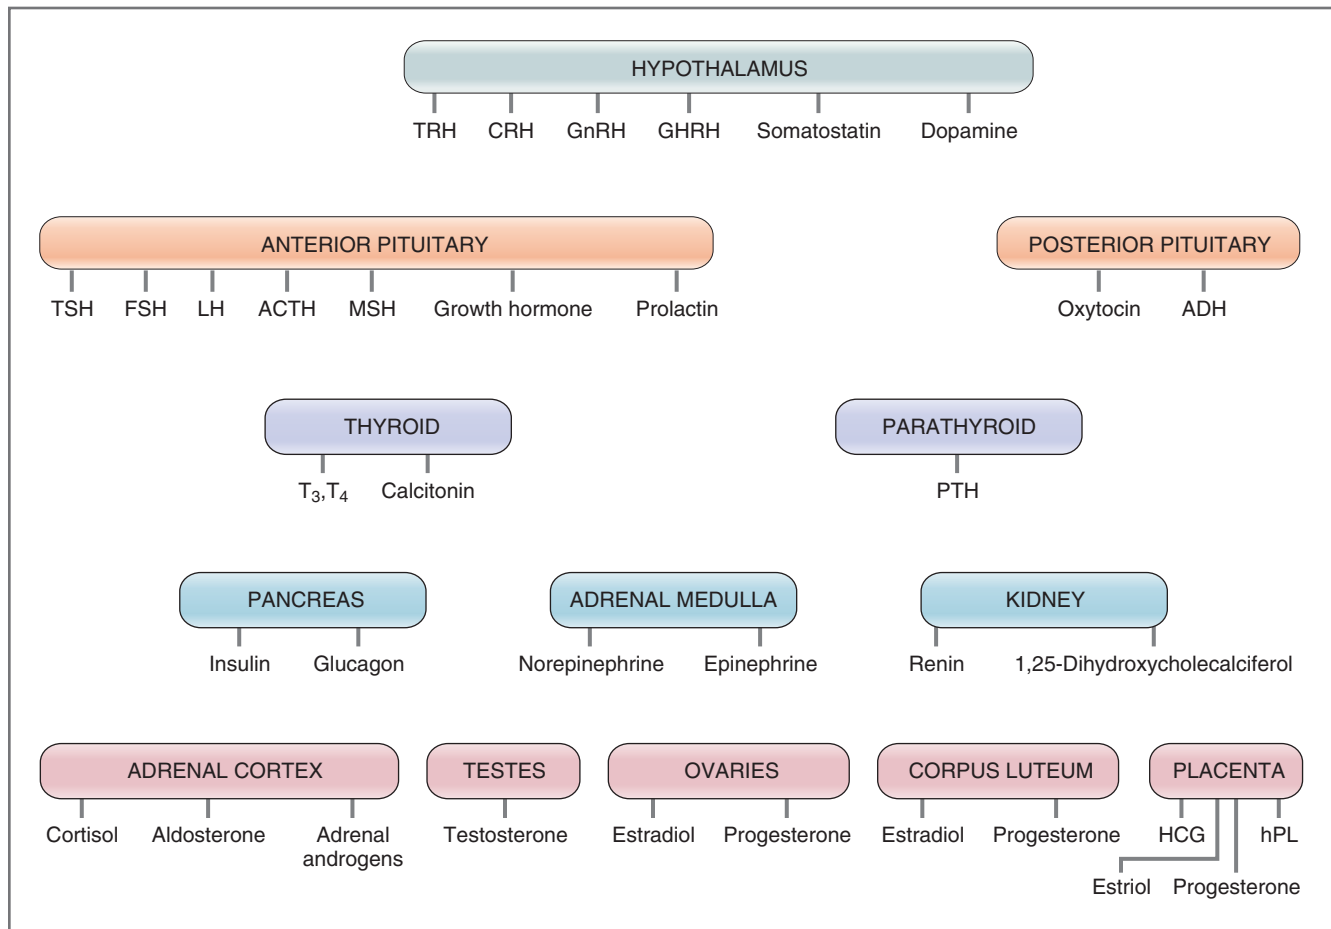 HYPOTHALAMUS
TRH CRH GnRH GHRH Somatostatin Dopamine
ANTERIOR PITUITARY POSTERIOR PITUITARY
TSH FSH LH ACTH MSH Growth hormone Prolactin Oxytocin ADH
THYROID PARATHYROID
T₃,T₄ Calcitonin PTH
PANCREAS ADRENAL MEDULLA KIDNEY
Insulin Glucagon Norepinephrine Epinephrine Renin 1,25-Dihydroxycholecalciferol
ADRENAL CORTEX TESTES OVARIES CORPUS LUTEUM PLACENTA
Cortisol Aldosterone Adrenal Testosterone Estradiol Progesterone Estradiol Progesterone HCG hPL
androgens
Estriol Progesterone